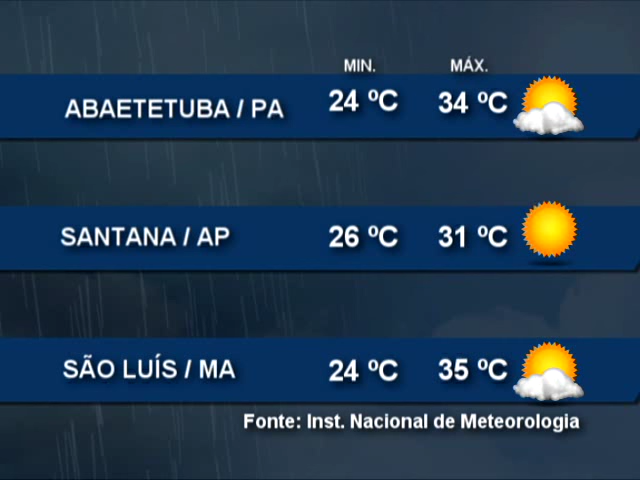 MIN. MÁX.
ABAETETUBA / PA 24 ºC 34 ºC
SANTANA / AP 26 ºC 31 ºC
SÃO LUÍS / MA 24 ºC 35 ºC
Fonte: Inst. Nacional de Meteorologia